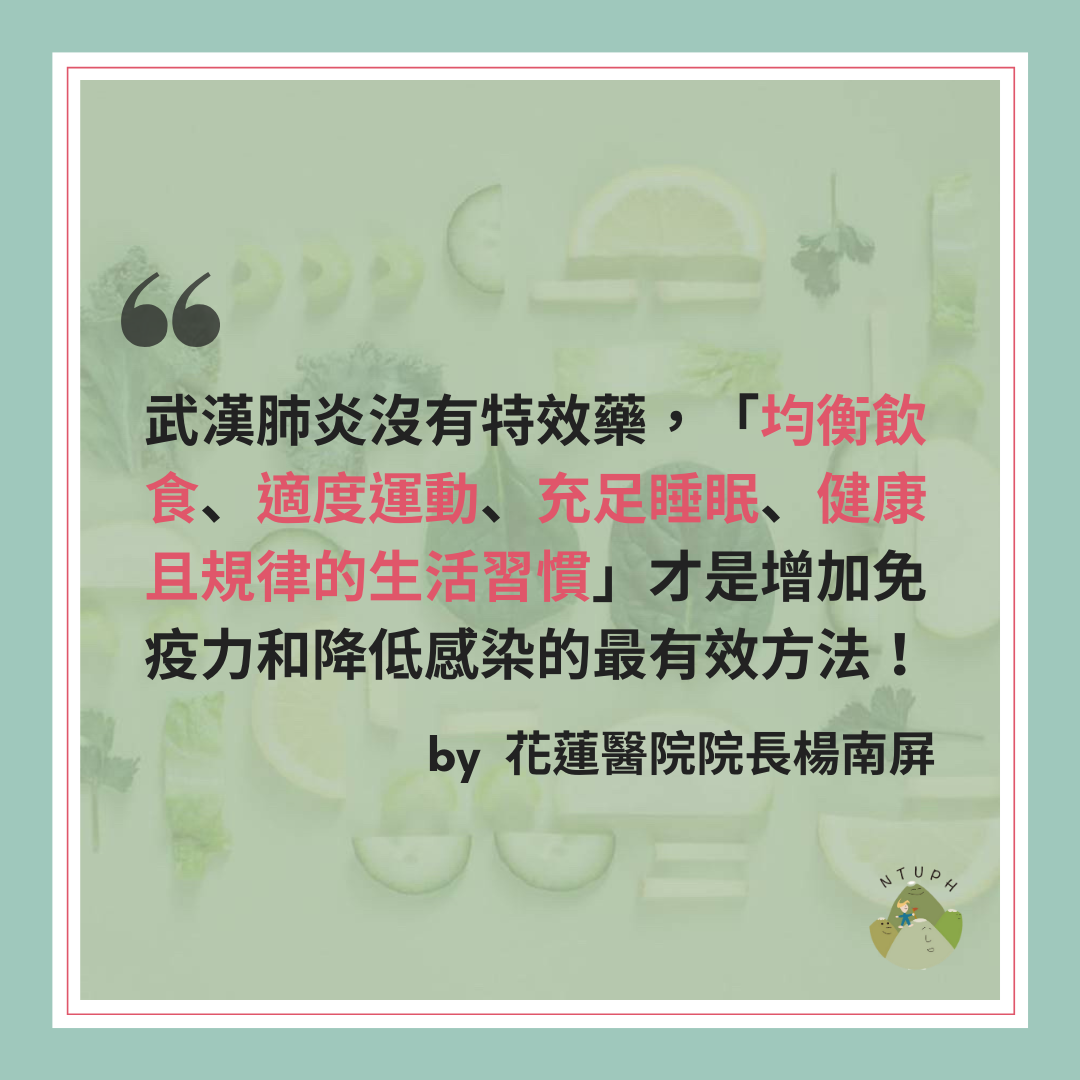 “
武漢肺炎沒有特效藥，「均衡飲
食、適度運動、充足睡眠、健康
且規律的生活習慣」才是增加免
疫力和降低感染的最有效方法！
by 花蓮醫院院長楊南屏
NTUPH